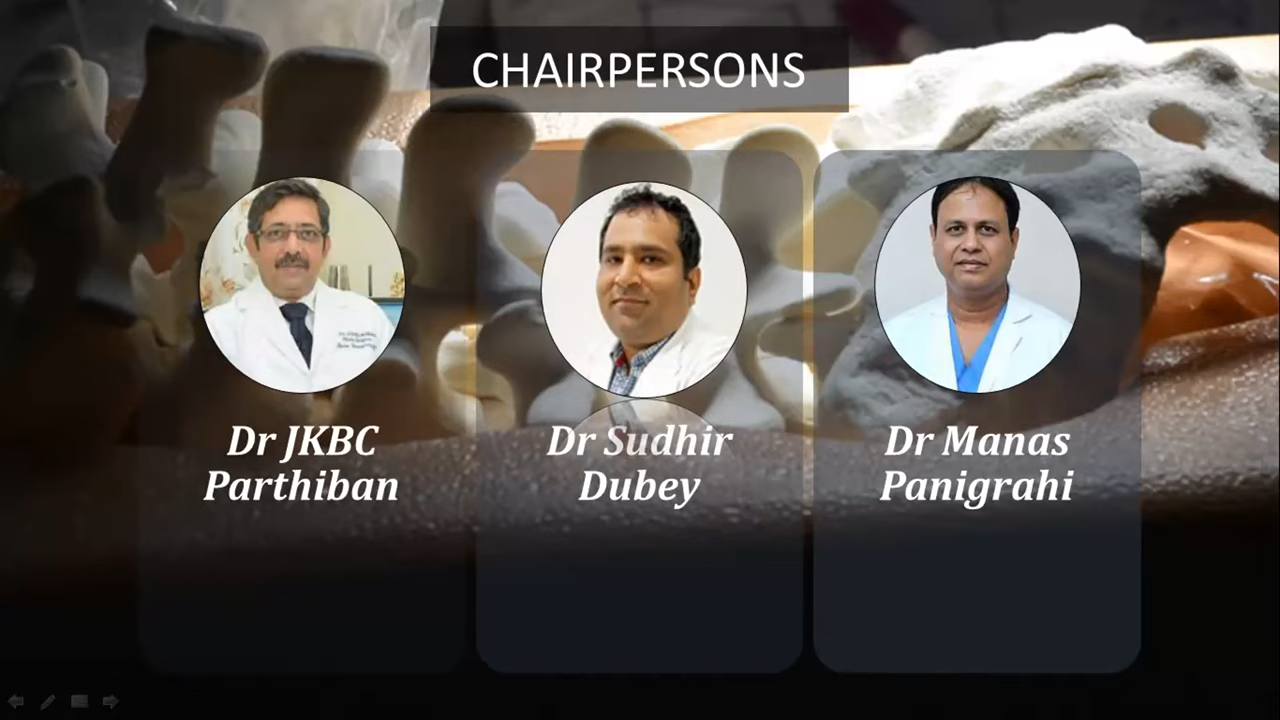 CHAIRPERSONS
Dr JKBC
Parthiban
Dr Sudhir
Dubey
Dr Manas
Panigrahi